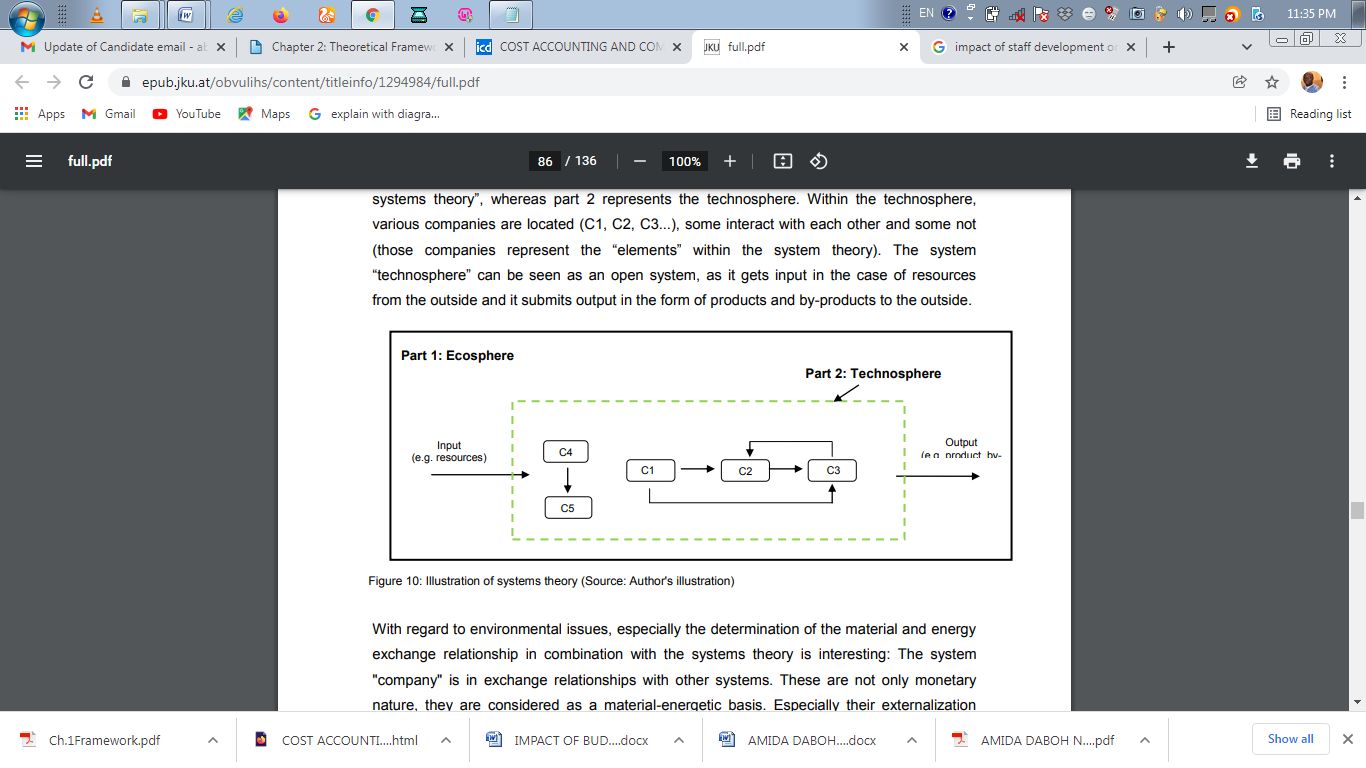 EN
11:35 PM
Update of Candidate email - al
Chapter 2: Theoretical Framew
icd COST ACCOUNTING AND COM
JKU full.pdf
impact of staff development or
epub.jku.at/obvulihs/content/titleinfo/1294984/full.pdf
Apps
Gmail
YouTube
Maps
explain with diagra...
Reading list
full.pdf
86 / 136
100%
systems theory”, whereas part 2 represents the technosphere. Within the technosphere,
various companies are located (C1, C2, C3...), some interact with each other and some not
(those companies represent the “elements” within the system theory). The system
“technosphere” can be seen as an open system, as it gets input in the case of resources
from the outside and it submits output in the form of products and by-products to the outside.
Part 1: Ecosphere
Part 2: Technosphere
Input
(e.g. resources)
C4
C5
C1
C2
C3
Output
(e.g. product, by-
Figure 10: Illustration of systems theory (Source: Author's illustration)
With regard to environmental issues, especially the determination of the material and energy
exchange relationship in combination with the systems theory is interesting: The system
"company" is in exchange relationships with other systems. These are not only monetary
nature, they are considered as a material-energetic basis. Especially their externalization
Ch.1Framework.pdf
COST ACCOUNTI....html
IMPACT OF BUD....docx
AMIDA DABOH....docx
AMIDA DABOH N....pdf
Show all